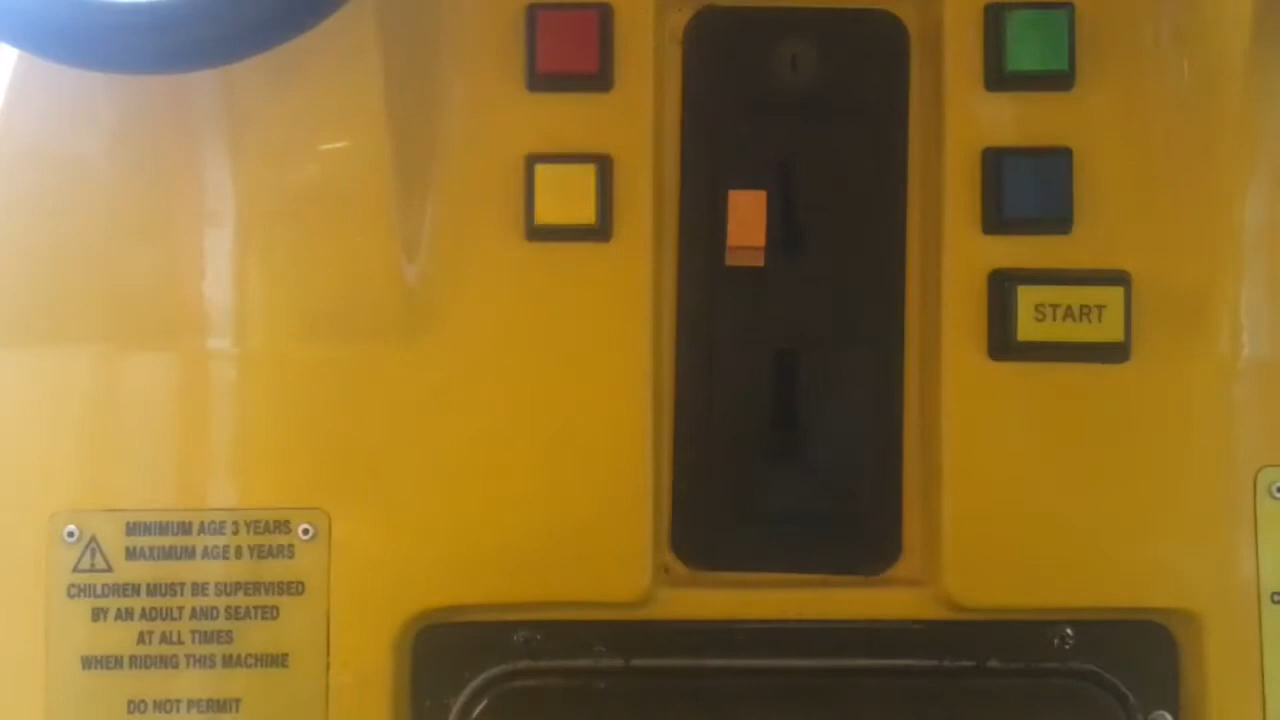 START
MINIMUM AGE 3 YEARS
MAXIMUM AGE 8 YEARS
CHILDREN MUST BE SUPERVISED
BY AN ADULT AND SEATED
AT ALL TIMES
WHEN RIDING THIS MACHINE
DO NOT PERMIT